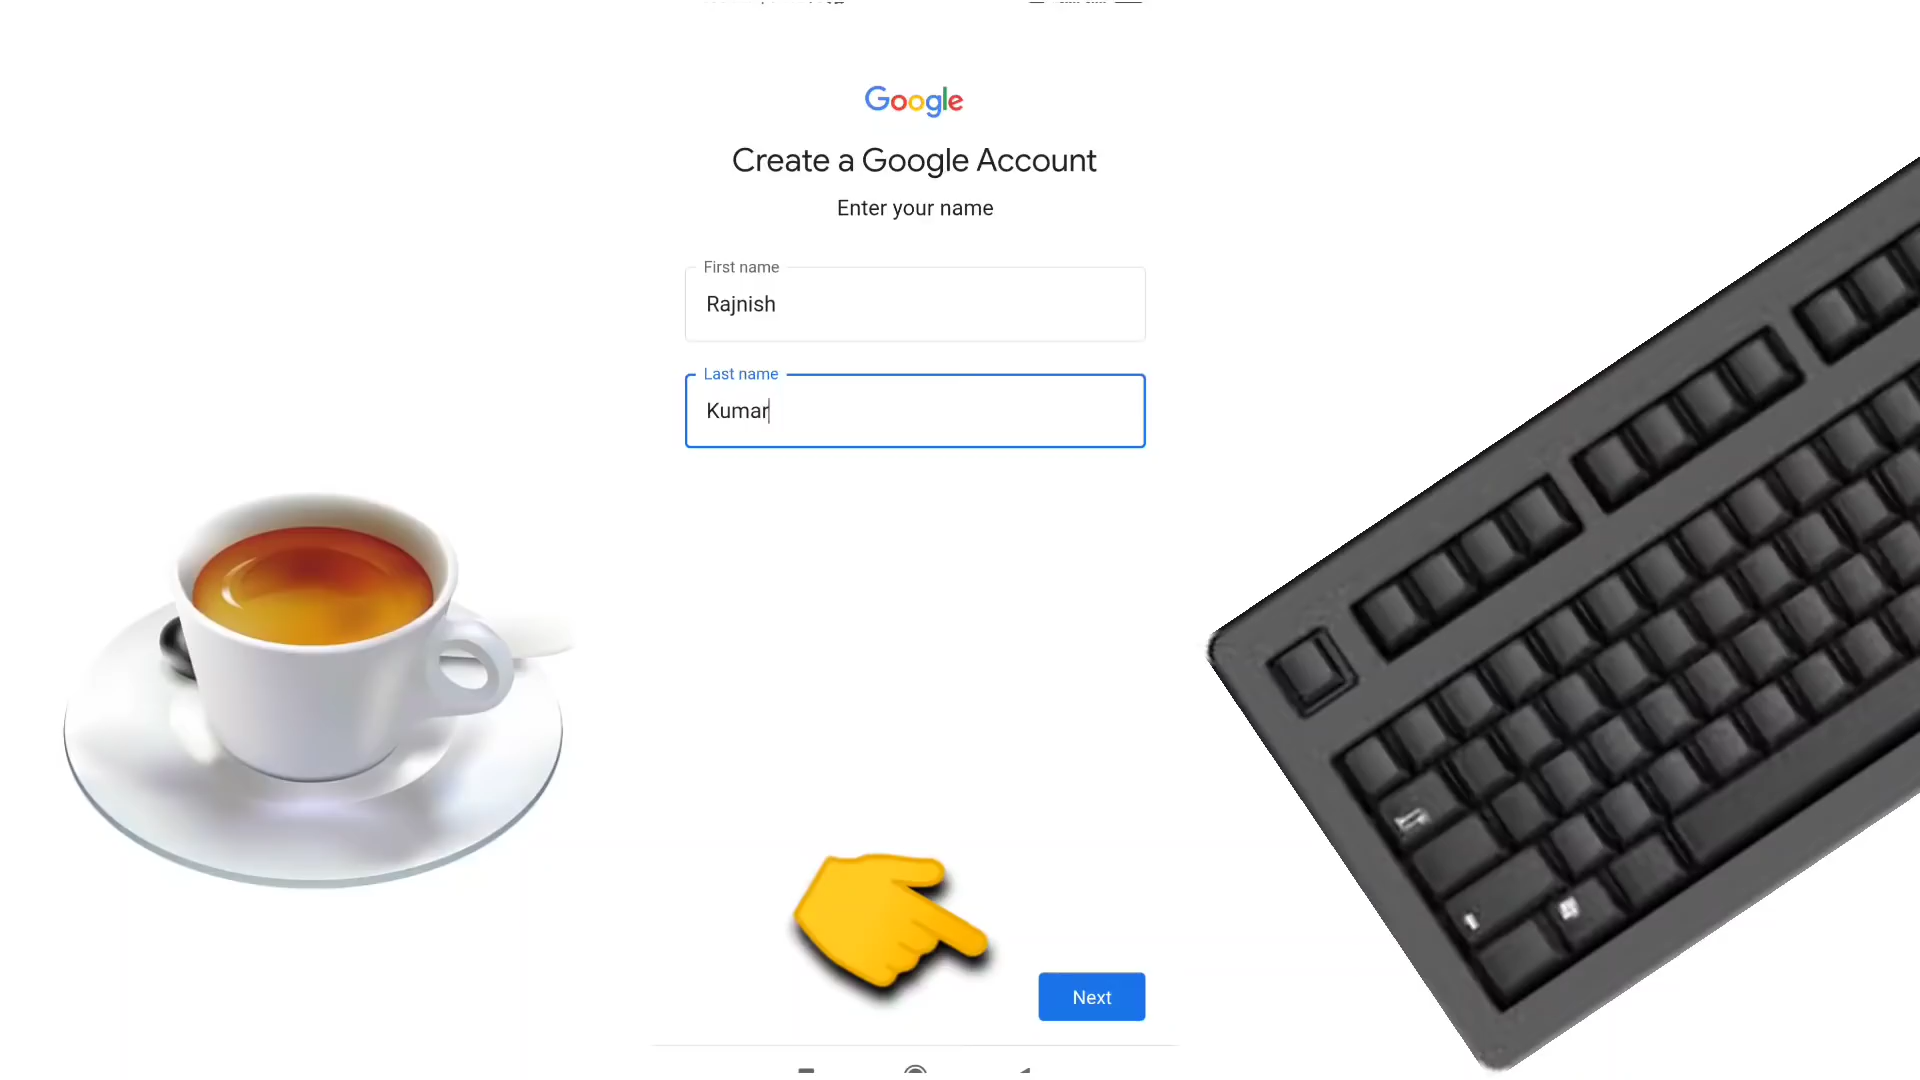 Google
Create a Google Account
Enter your name
First name
Rajnish
Last name
Kumar
Next